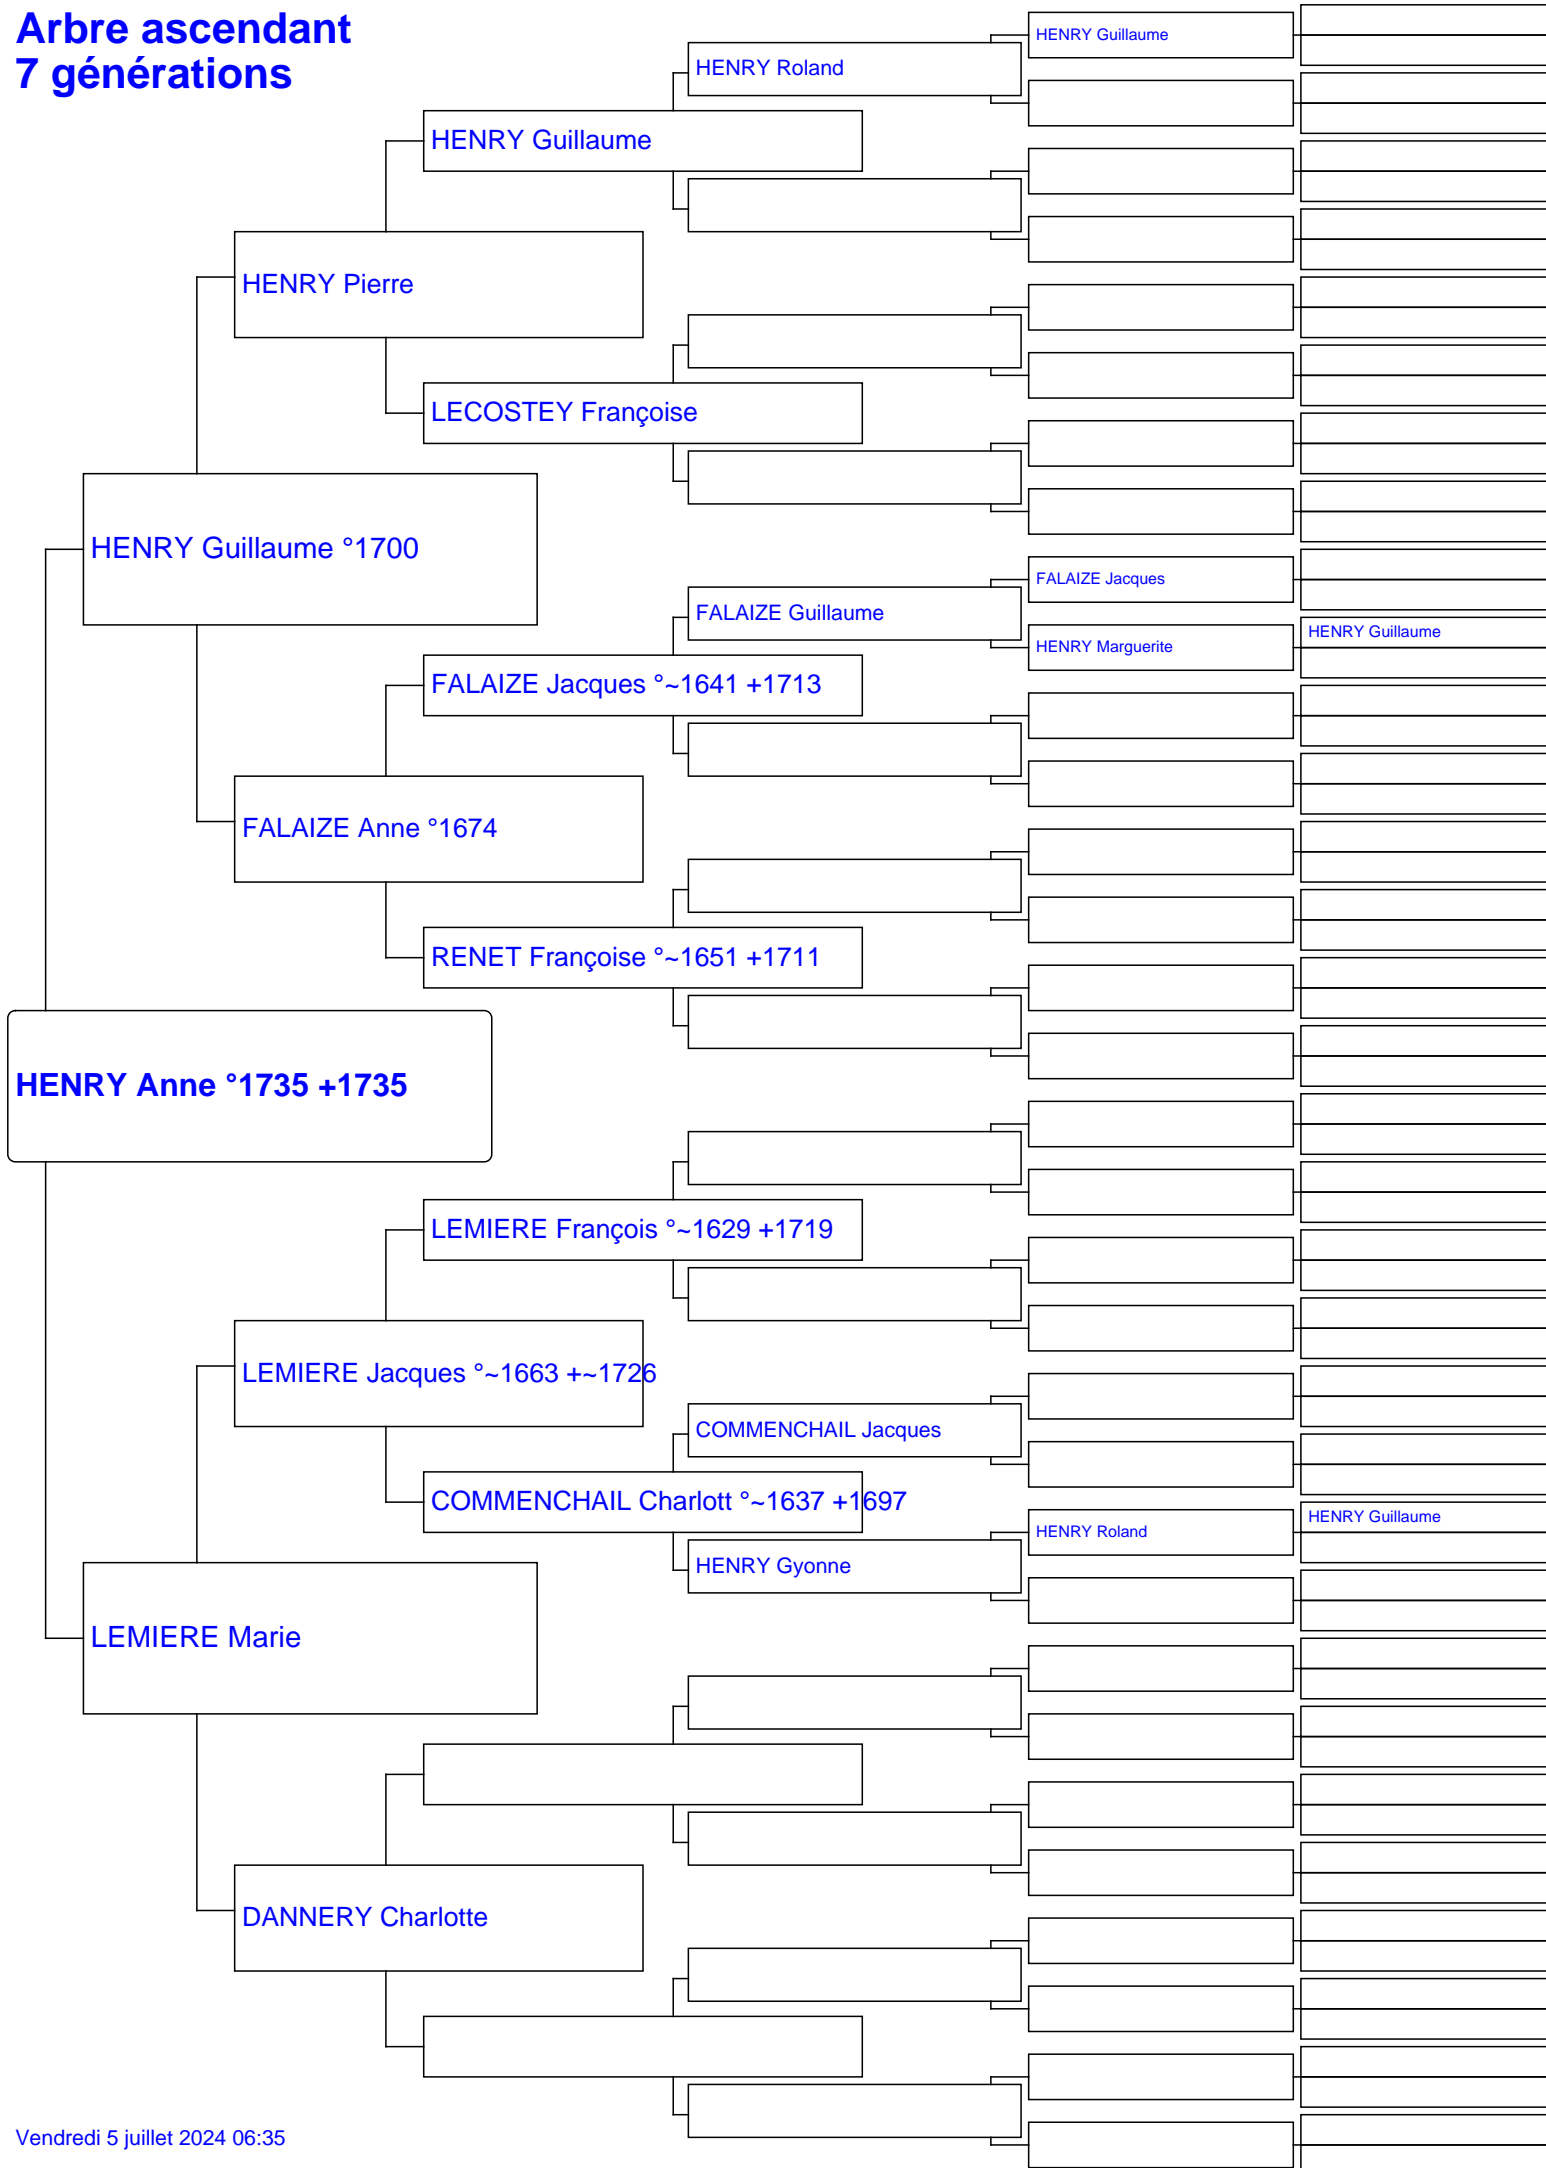 Arbre ascendant
7 générations
HENRY Guillaume
HENRY Roland
HENRY Guillaume
HENRY Pierre
LECOSTEY Françoise
HENRY Guillaume °1700
FALAIZE Jacques
FALAIZE Guillaume
HENRY Guillaume
HENRY Marguerite
FALAIZE Jacques °~1641 +1713
FALAIZE Anne °1674
RENET Françoise °~1651 +1711
HENRY Anne °1735 +1735
LEMIERE François °~1629 +1719
LEMIERE Jacques °~1663 +~1726
COMMENCHAIL Jacques
COMMENCHAIL Charlott °~1637 +1697
HENRY Guillaume
HENRY Roland
HENRY Gyonne
LEMIERE Marie
DANNERY Charlotte
Vendredi 5 juillet 2024 06:35